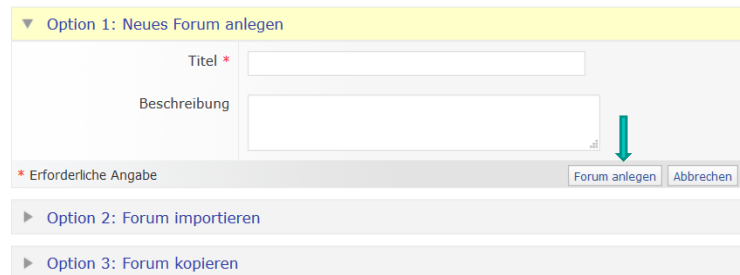 Option 1: Neues Forum anlegen
Titel *
Beschreibung
* Erforderliche Angabe
Forum anlegen Abbrechen
Option 2: Forum importieren
Option 3: Forum kopieren